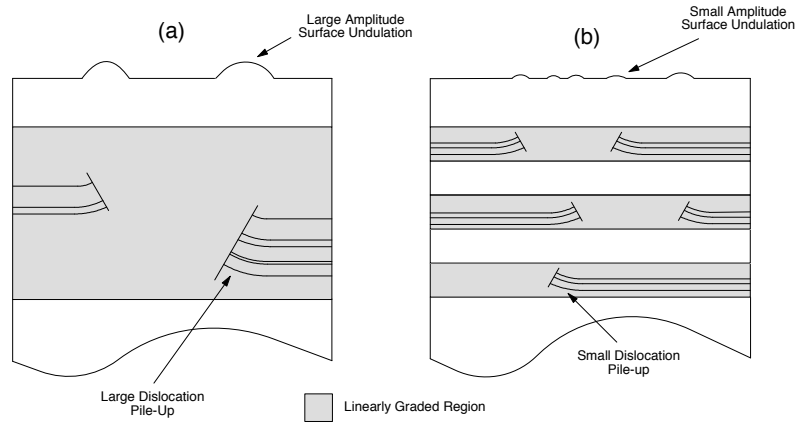 (a)
Large Amplitude
Surface Undulation
Large Dislocation
Pile-Up
(b)
Small Amplitude
Surface Undulation
Small Dislocation
Pile-up
Linearly Graded Region